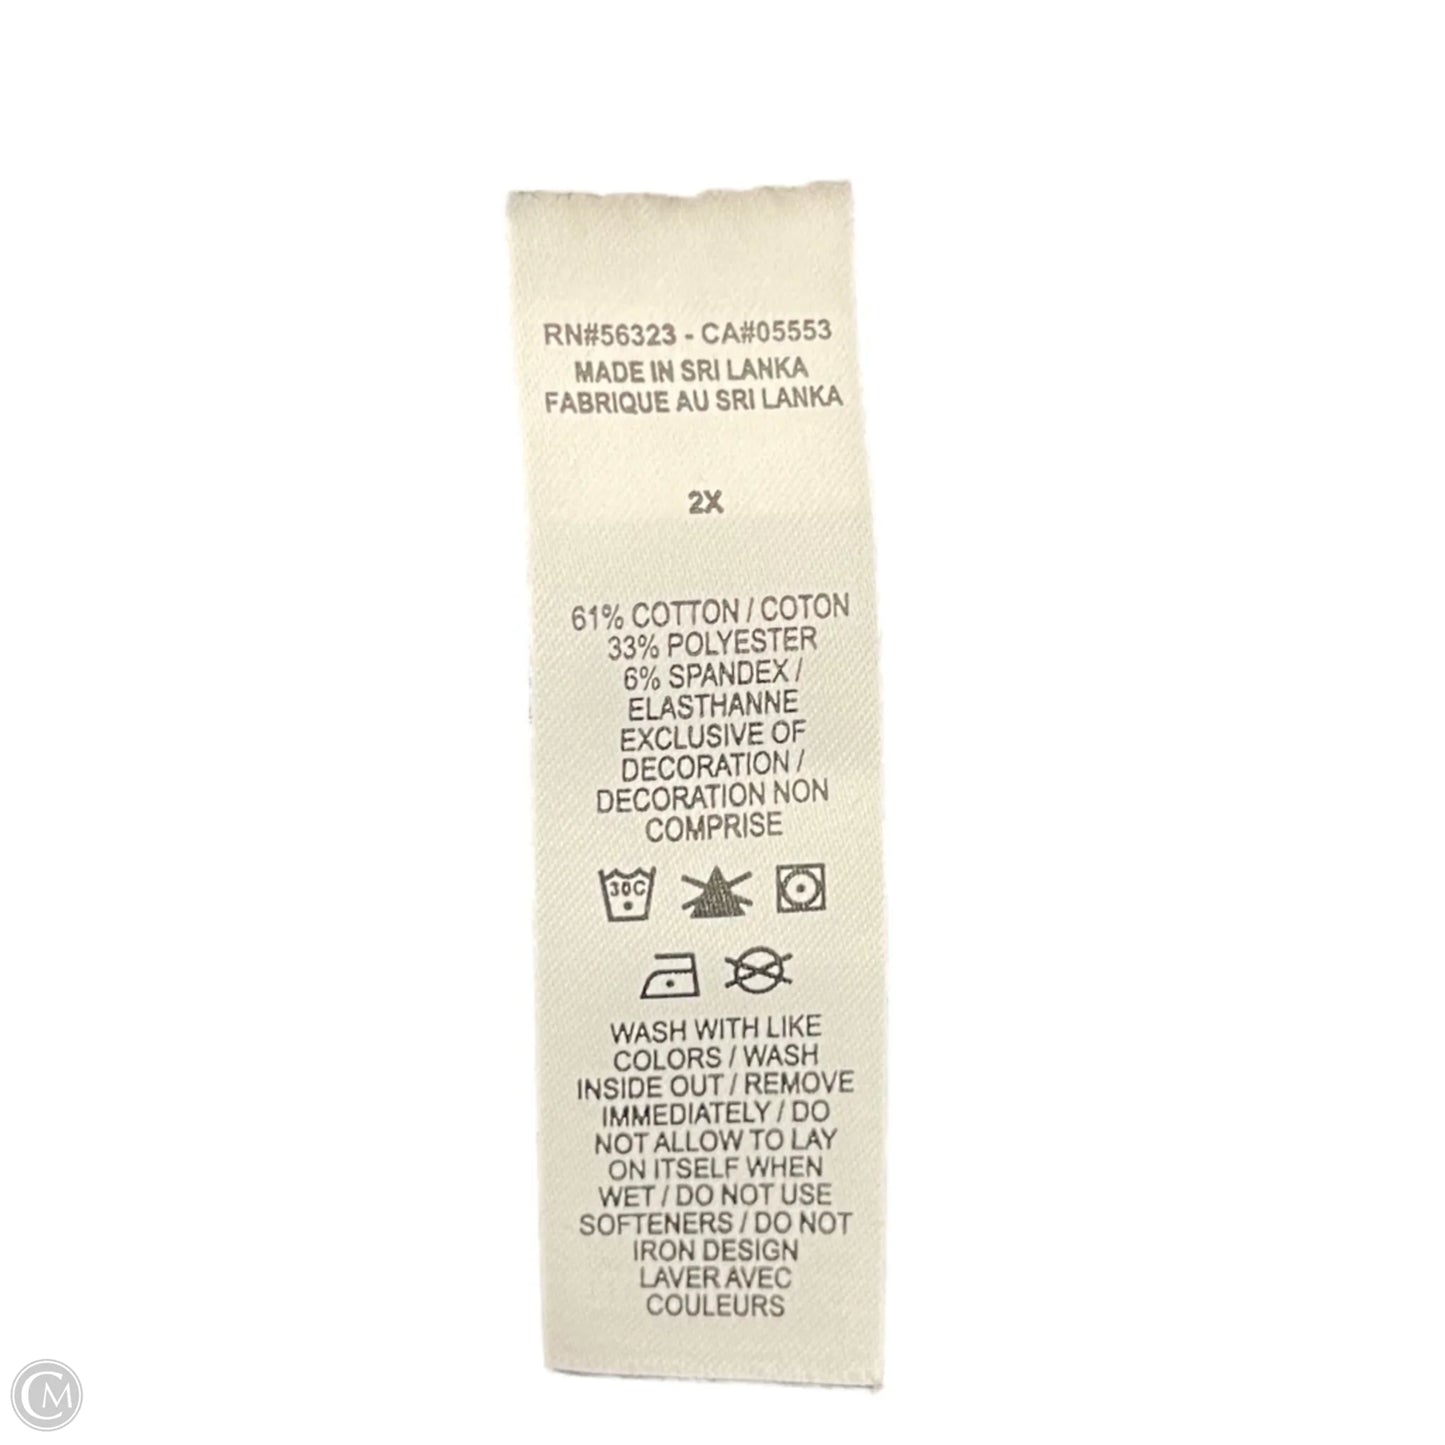 RN#56323 - CA#05553
MADE IN SRI LANKA
FABRIQUE AU SRI LANKA
2X
61% COTTON / COTON
33% POLYESTER
6% SPANDEX /
ELASTHANNE
EXCLUSIVE OF
DECORATION /
DECORATION NON
COMPRISE
30C
WASH WITH LIKE
COLORS / WASH
INSIDE OUT / REMOVE
IMMEDIATELY / DO
NOT ALLOW TO LAY
ON ITSELF WHEN
WET / DO NOT USE
SOFTENERS / DO NOT
IRON DESIGN
LAVER AVEC
COULEURS
CM